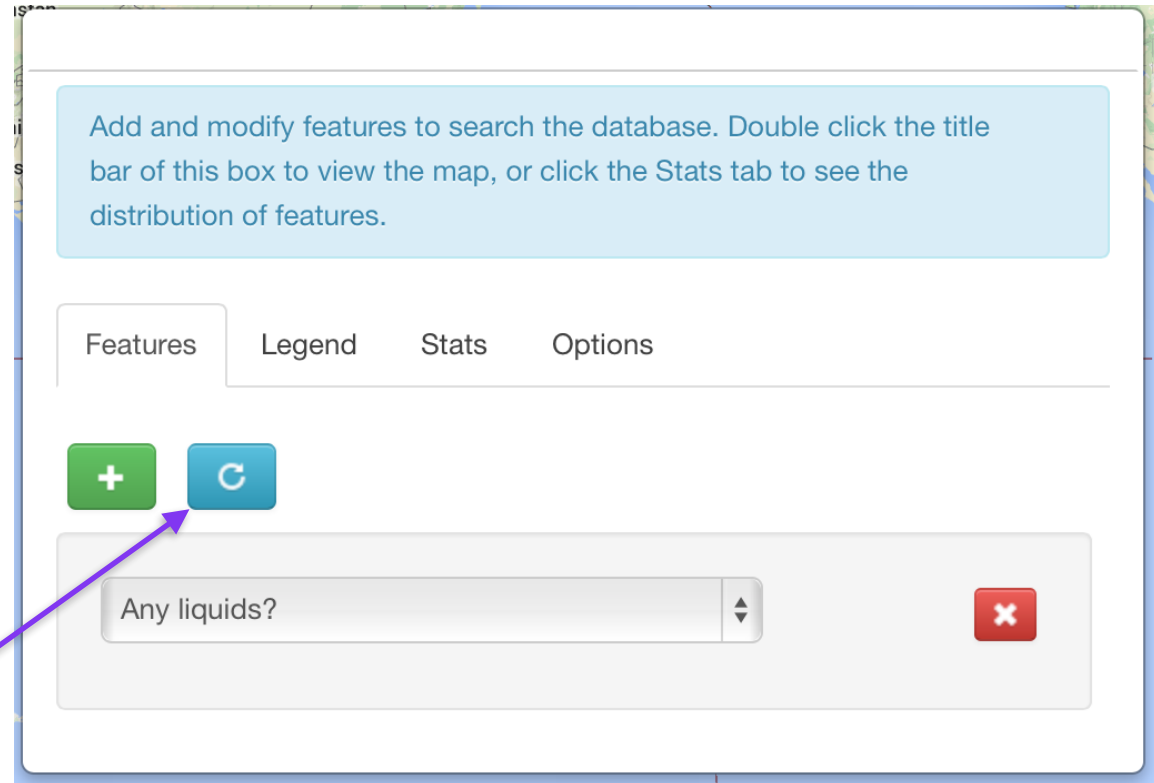 Add and modify features to search the database. Double click the title
bar of this box to view the map, or click the Stats tab to see the
distribution of features.
Features Legend Stats Options
Any liquids?